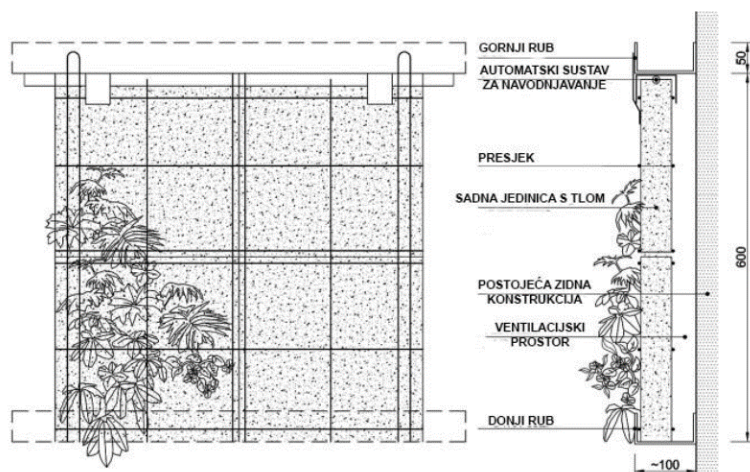 GORNJI RUB
AUTOMATSKI SUSTAV
ZA NAVODNJAVANJE
PRESJEK
SADNA JEDINICA S TLOM
POSTOJEĆA ZIDNA
KONSTRUKCIJA
VENTILACIJSKI
PROSTOR
DONJI RUB
50
600
~100